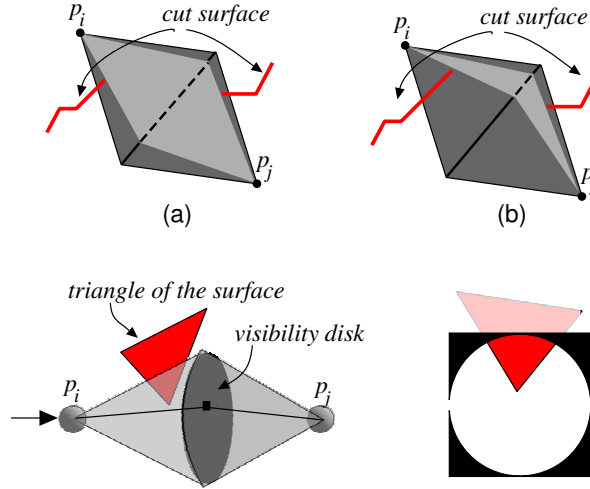 p_i cut surface
p_j
(a)
p_i cut surface
p
(b)
triangle of the surface
visibility disk
p_i
p_j